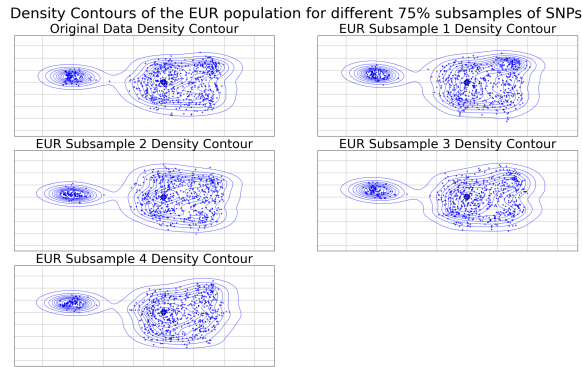 Density Contours of the EUR population for different 75% subsamples of SNPs
Original Data Density Contour
EUR Subsample 1 Density Contour
EUR Subsample 2 Density Contour
EUR Subsample 3 Density Contour
EUR Subsample 4 Density Contour